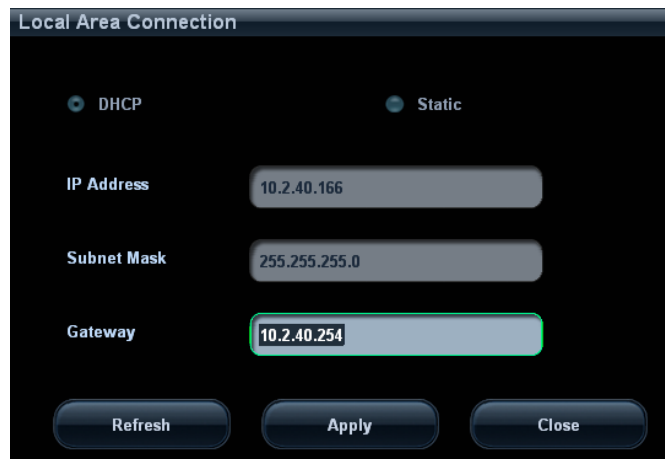 Local Area Connection
DHCP Static
IP Address 10.2.40.166
Subnet Mask 255.255.255.0
Gateway 10.2.40.254
Refresh Apply Close